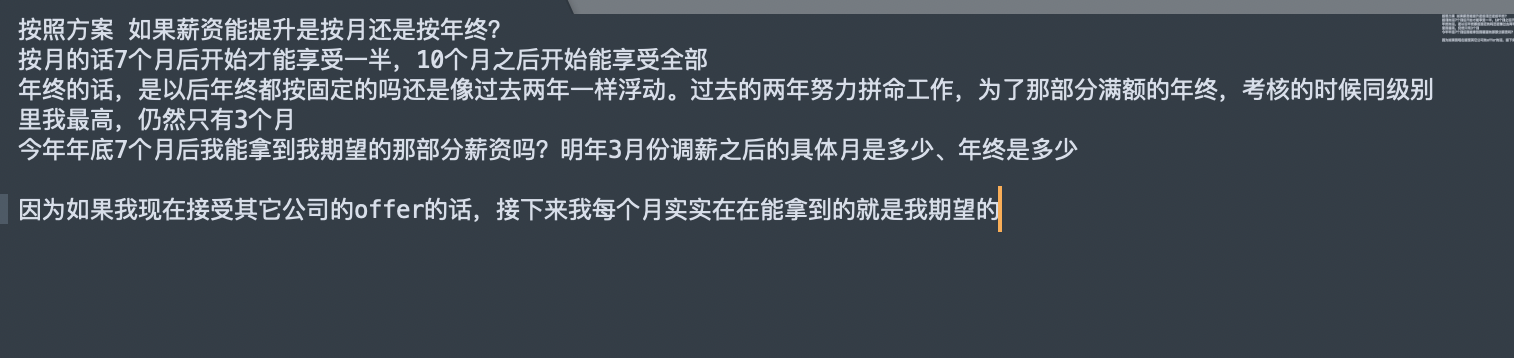 按照方案 如果薪资能提升是按月还是按年终？
按月的话7个月后开始才能享受一半，10个月之后开始能享受全部
年终的话，是以后年终都按固定的吗还是像过去两年一样浮动。过去的两年努力拼命工作，为了那部分满额的年终，考核的时候同级别
里我最高，仍然只有3个月
今年年底7个月后我能拿到我期望的那部分薪资吗？明年3月份调薪之后的具体月是多少、年终是多少
因为如果我现在接受其它公司的offer的话，接下来我每个月实实在在能拿到的就是我期望的